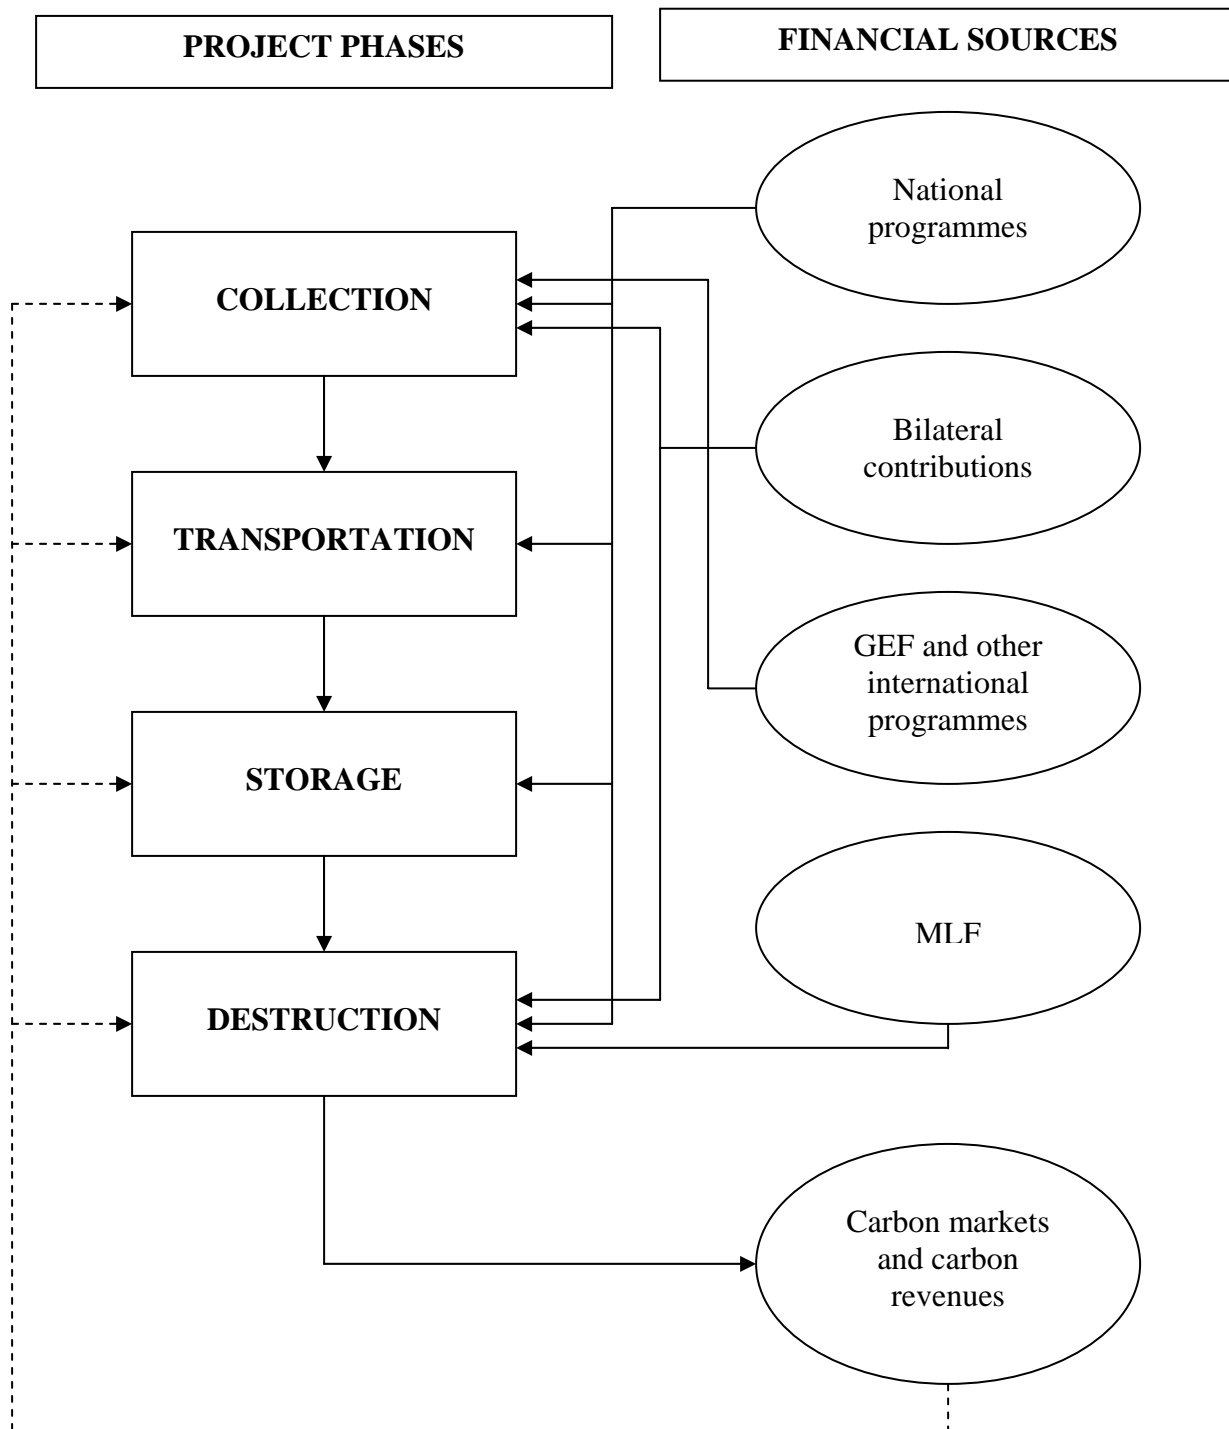 PROJECT PHASES
FINANCIAL SOURCES
National
programmes
COLLECTION
Bilateral
contributions
TRANSPORTATION
GEF and other
international
programmes
STORAGE
MLF
DESTRUCTION
Carbon markets
and carbon
revenues